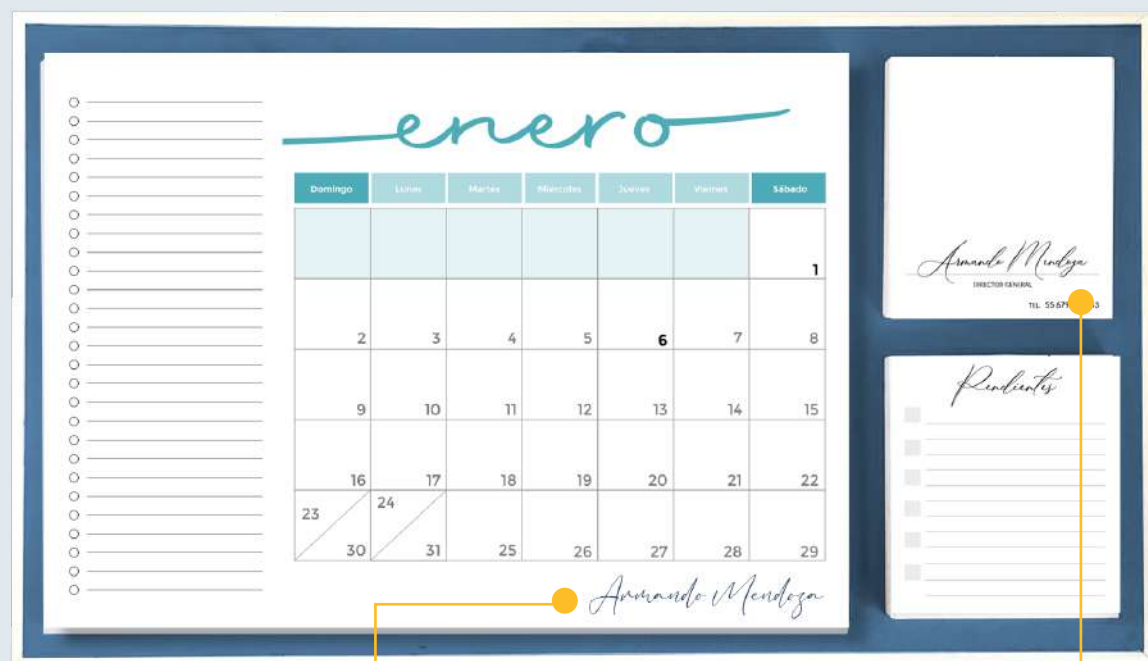 enero
Domingo Lunes Martes Miércoles Jueves Viernes Sábado
1
2 3 4 5 6 7 8
9 10 11 12 13 14 15
16 17 18 19 20 21 22
23 24
30 31 25 26 27 28 29
Armando Mendoza
Armando Mendoza
DIRECTOR GENERAL
TEL. 55 679
Pendientes